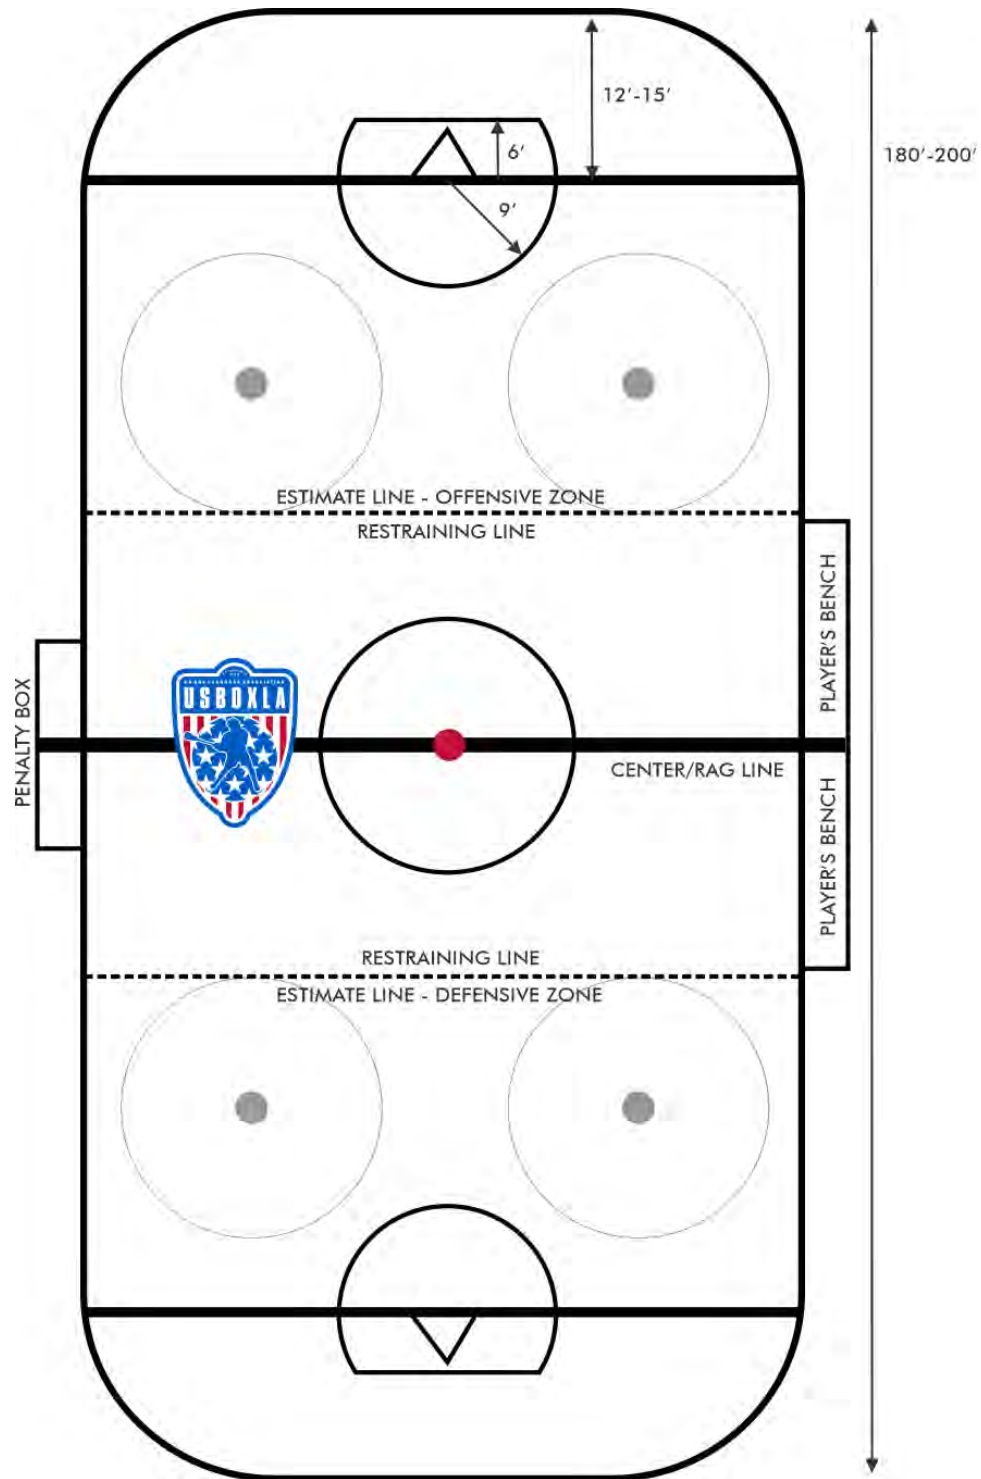 12'-15'
180'-200'
6'
9'
ESTIMATE LINE - OFFENSIVE ZONE
RESTRAINING LINE
PLAYER'S BENCH
PENALTY BOX
USBOXLA
CENTER/RAG LINE
PLAYER'S BENCH
RESTRAINING LINE
ESTIMATE LINE - DEFENSIVE ZONE